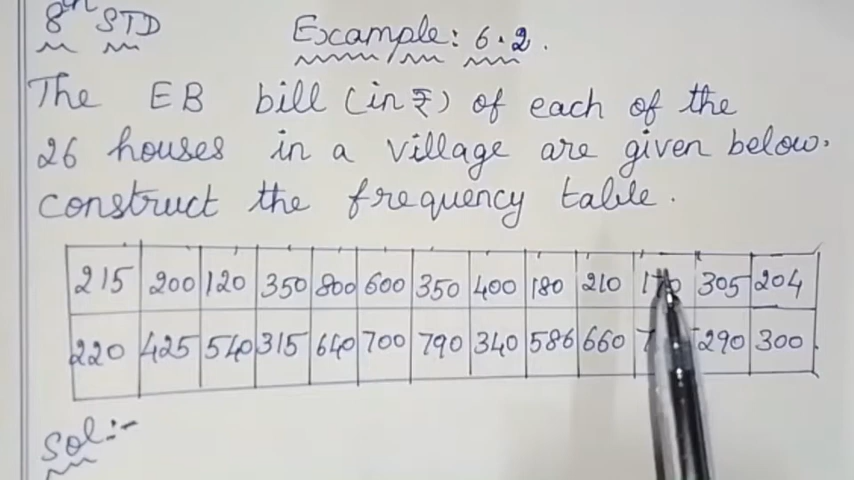 8th STD
Example: 6.2.
The EB bill (in ₹) of each of the
26 houses in a village are given below.
construct the frequency table.
215 200 120 350 800 600 350 400 180 210 305 204
220 425 540 315 640 700 790 340 586 660 290 300
Sol:-